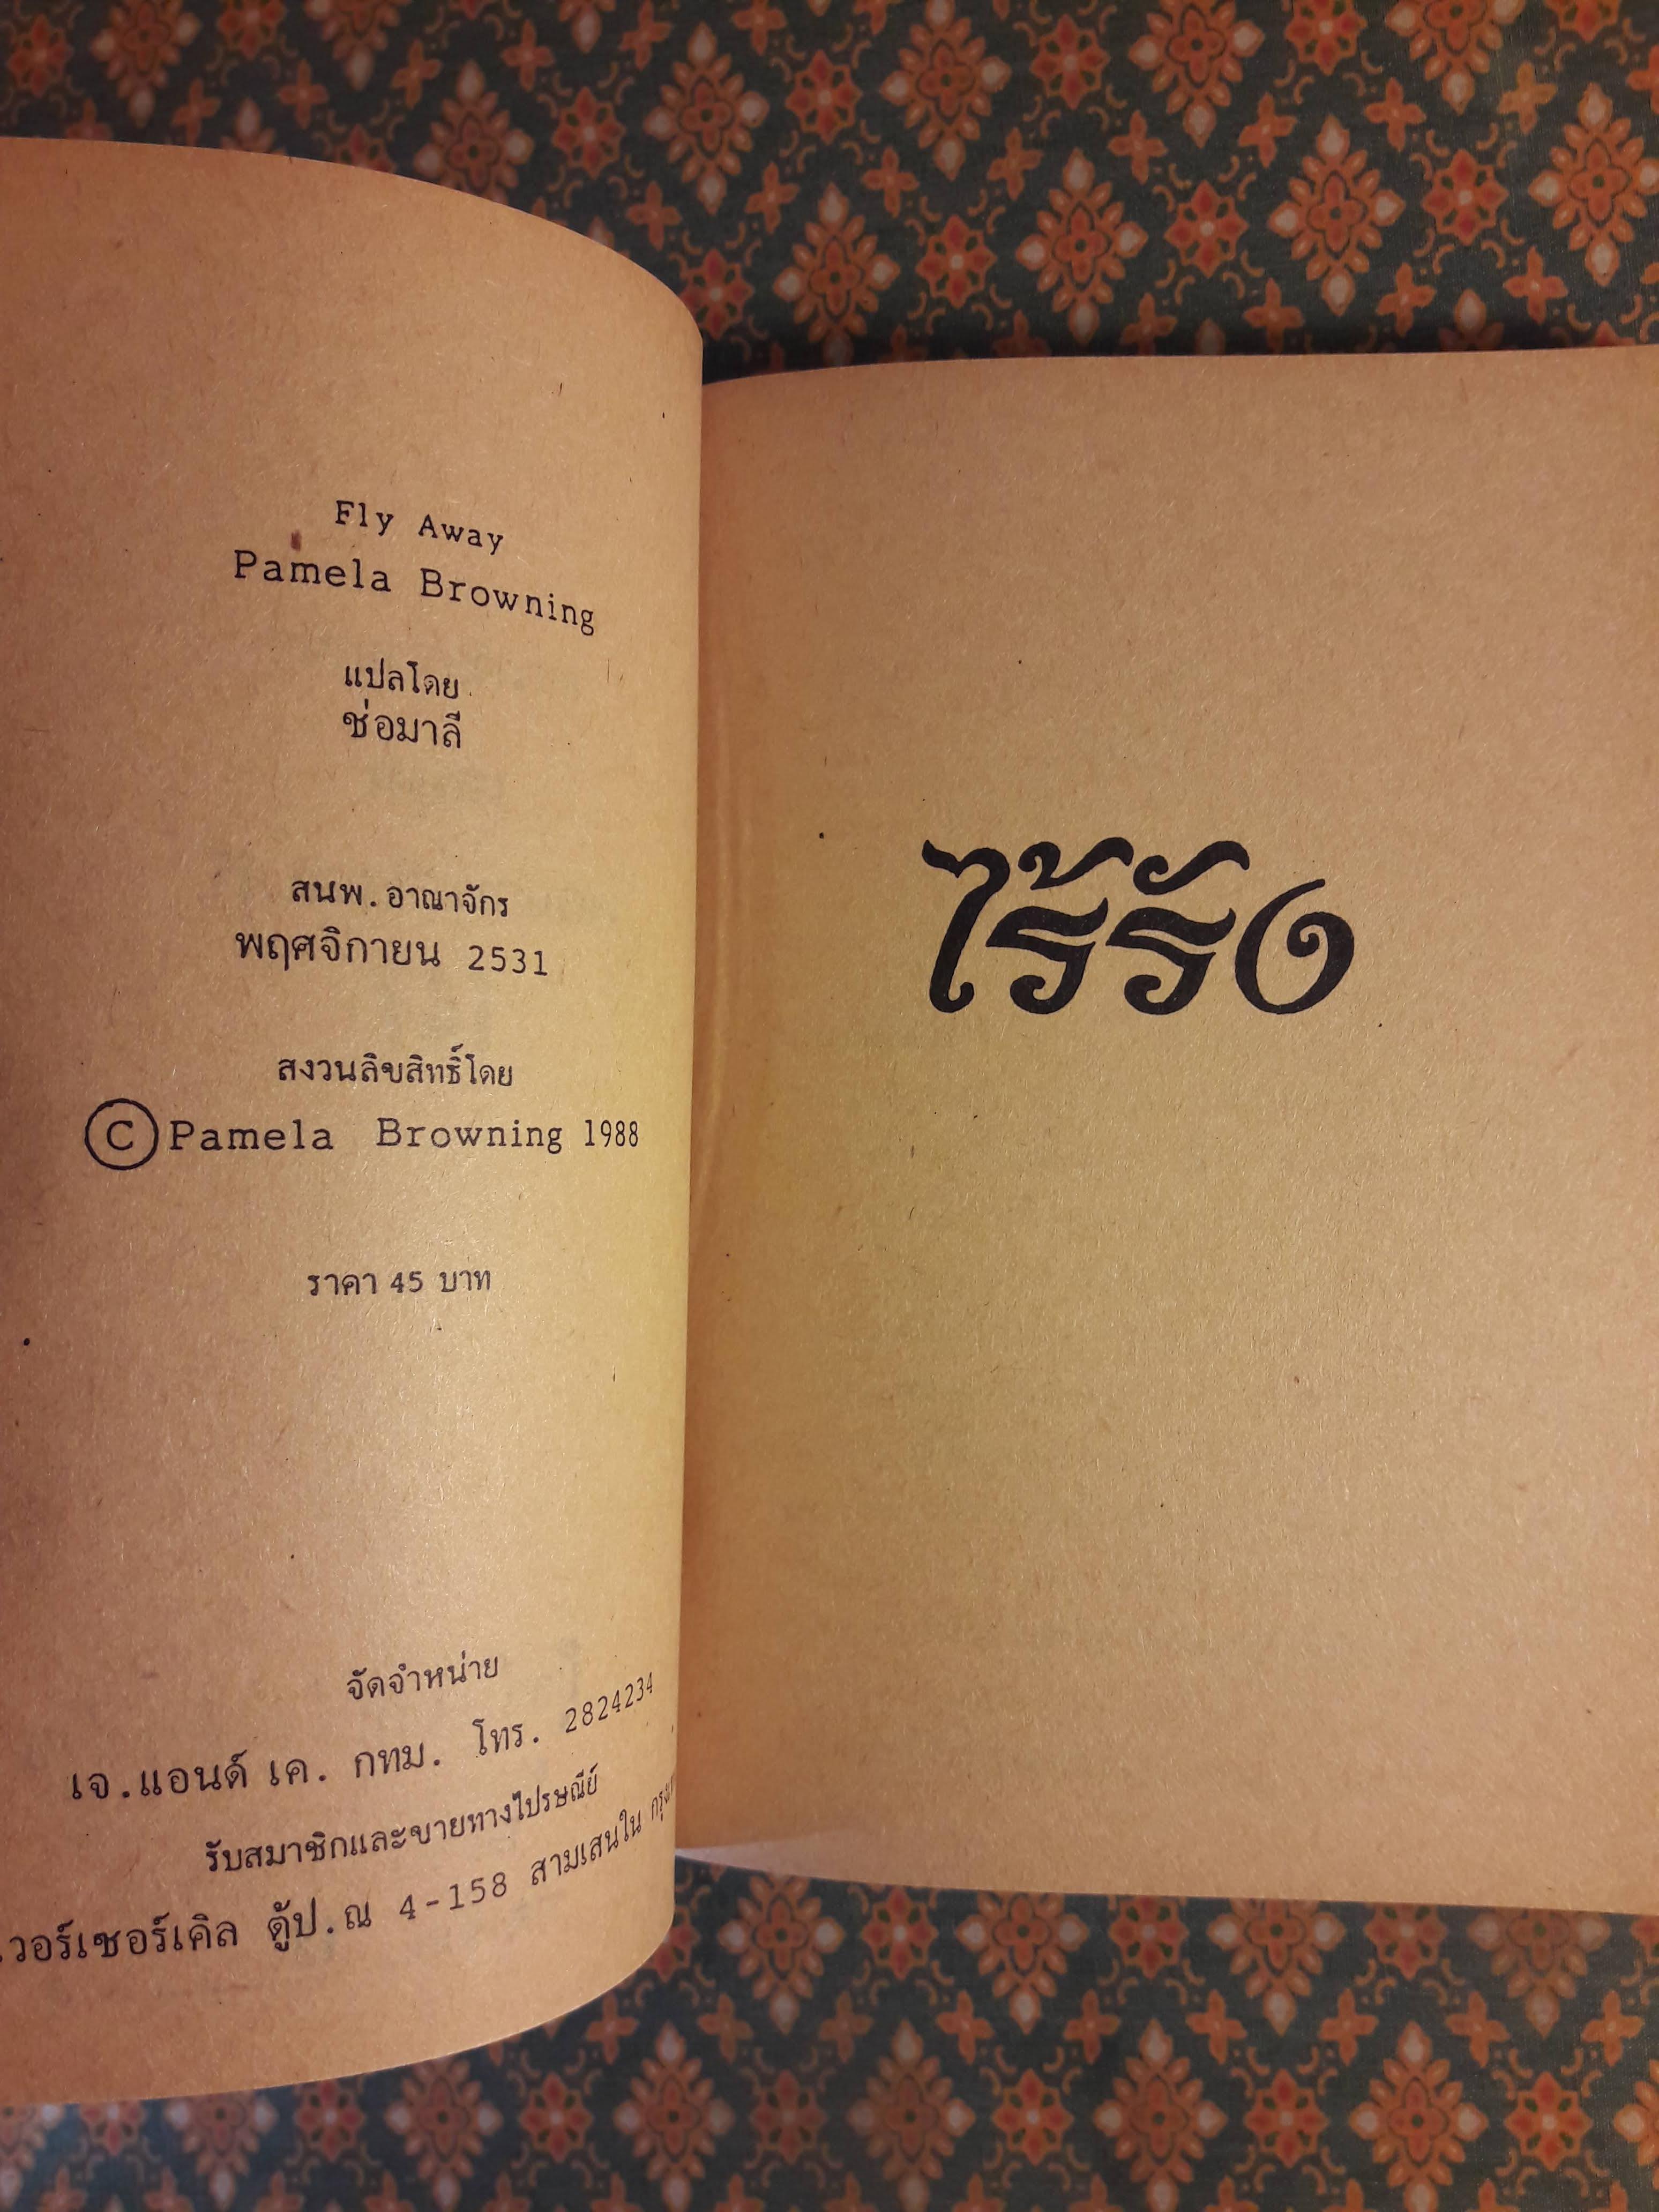 Fly Away
Pamela Browning
แปลโดย
ช่อมาลี
สนพ.อาณาจักร
พฤศจิกายน 2531
สงวนลิขสิทธิ์โดย
©Pamela Browning 1988
ราคา 45 บาท
จัดจำหน่าย
เจ.แอนด์ เค. กทม. โทร. 2824234
รับสมาชิกและขายทางไปรษณีย์
เวอร์เซอร์เคิล ตู้ป.ณ 4-158 สามเสนใน
ไร้รัง